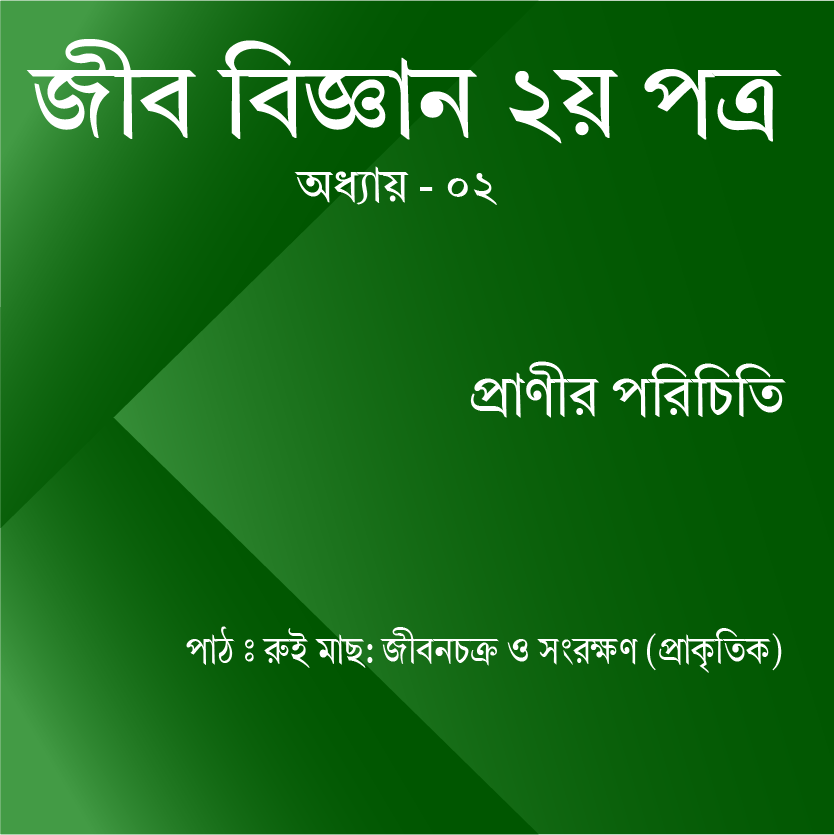 জীব বিজ্ঞান ২য় পত্র
অধ্যায় - ০২
প্রাণীর পরিচিতি
পাঠ ঃ রুই মাছ: জীবনচক্র ও সংরক্ষণ (প্রাকৃতিক)